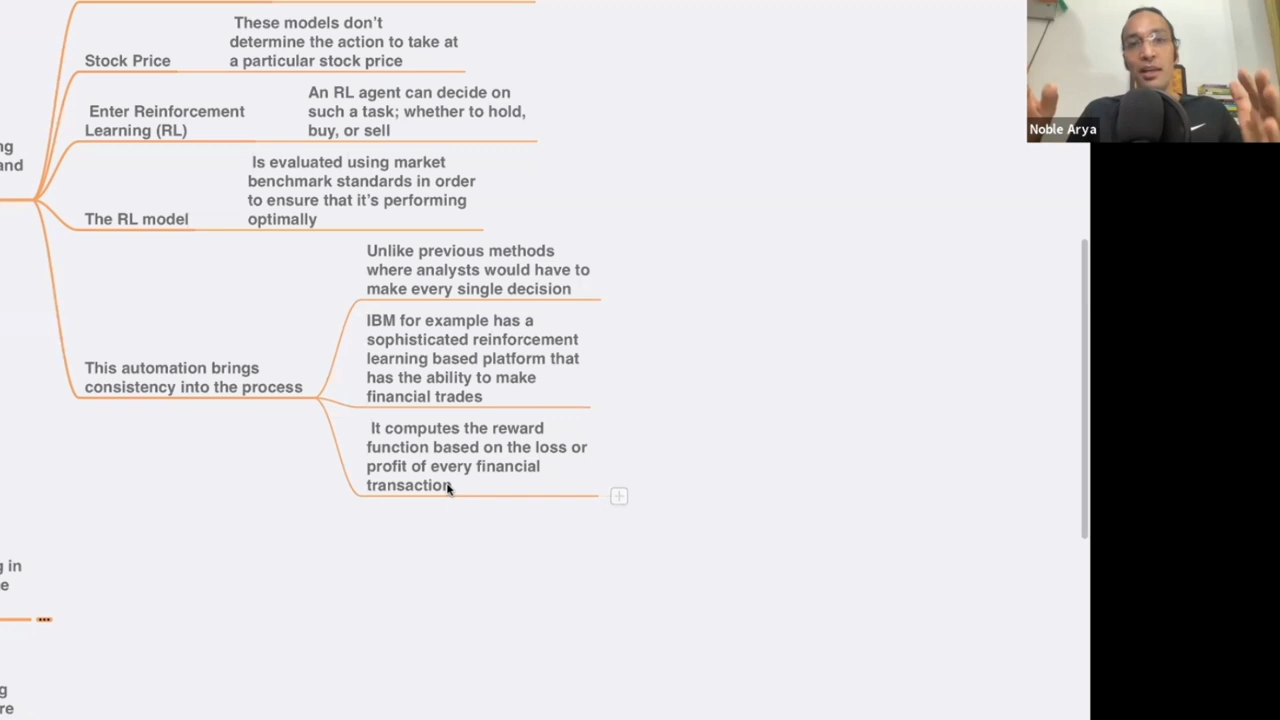 These models don't
determine the action to take at
a particular stock price
Stock Price
An RL agent can decide on
such a task; whether to hold,
buy, or sell
Enter Reinforcement
Learning (RL)
Is evaluated using market
benchmark standards in order
to ensure that it's performing
optimally
The RL model
Unlike previous methods
where analysts would have to
make every single decision
IBM for example has a
sophisticated reinforcement
learning based platform that
has the ability to make
financial trades
This automation brings
consistency into the process
It computes the reward
function based on the loss or
profit of every financial
transaction
ng
and
g in
e
g
re
Noble Arya